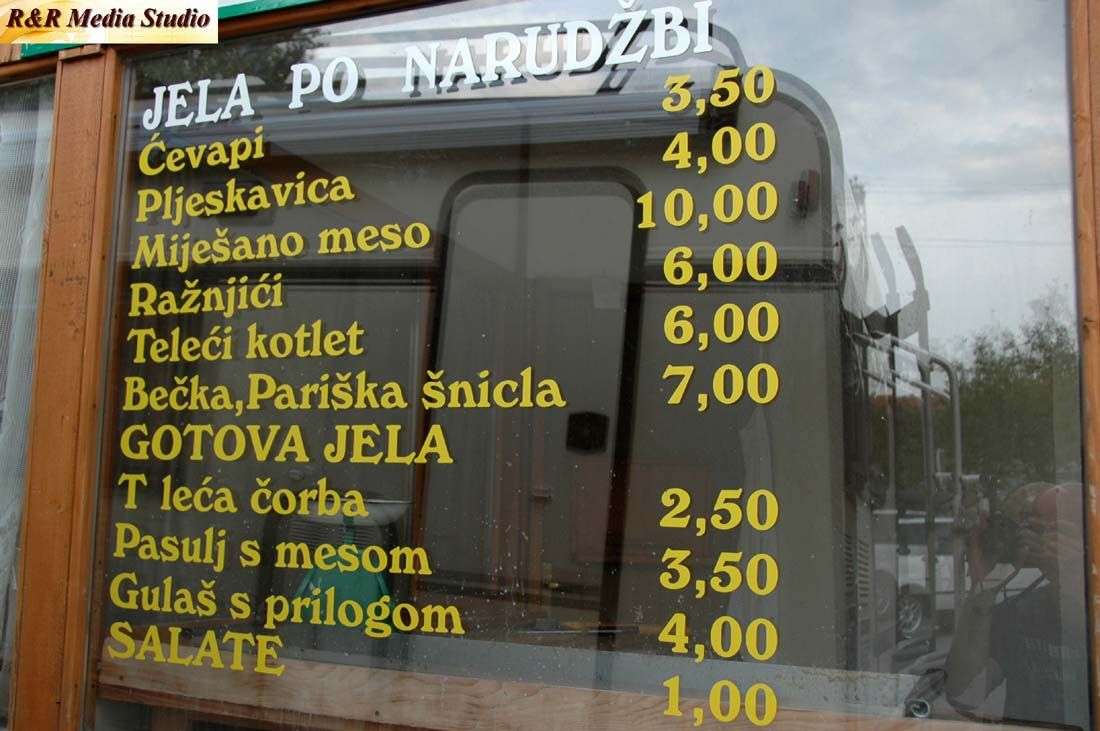 R&R Media Studio
JELA PO NARUDŽBI
Ćevapi 3,50
Pljeskavica 4,00
Miješano meso 10,00
Ražnjići 6,00
Teleći kotlet 6,00
Bečka,Pariška šnicla 7,00
GOTOVA JELA
T leća čorba 2,50
Pasulj s mesom 3,50
Gulaš s prilogom 4,00
SALATE 1,00